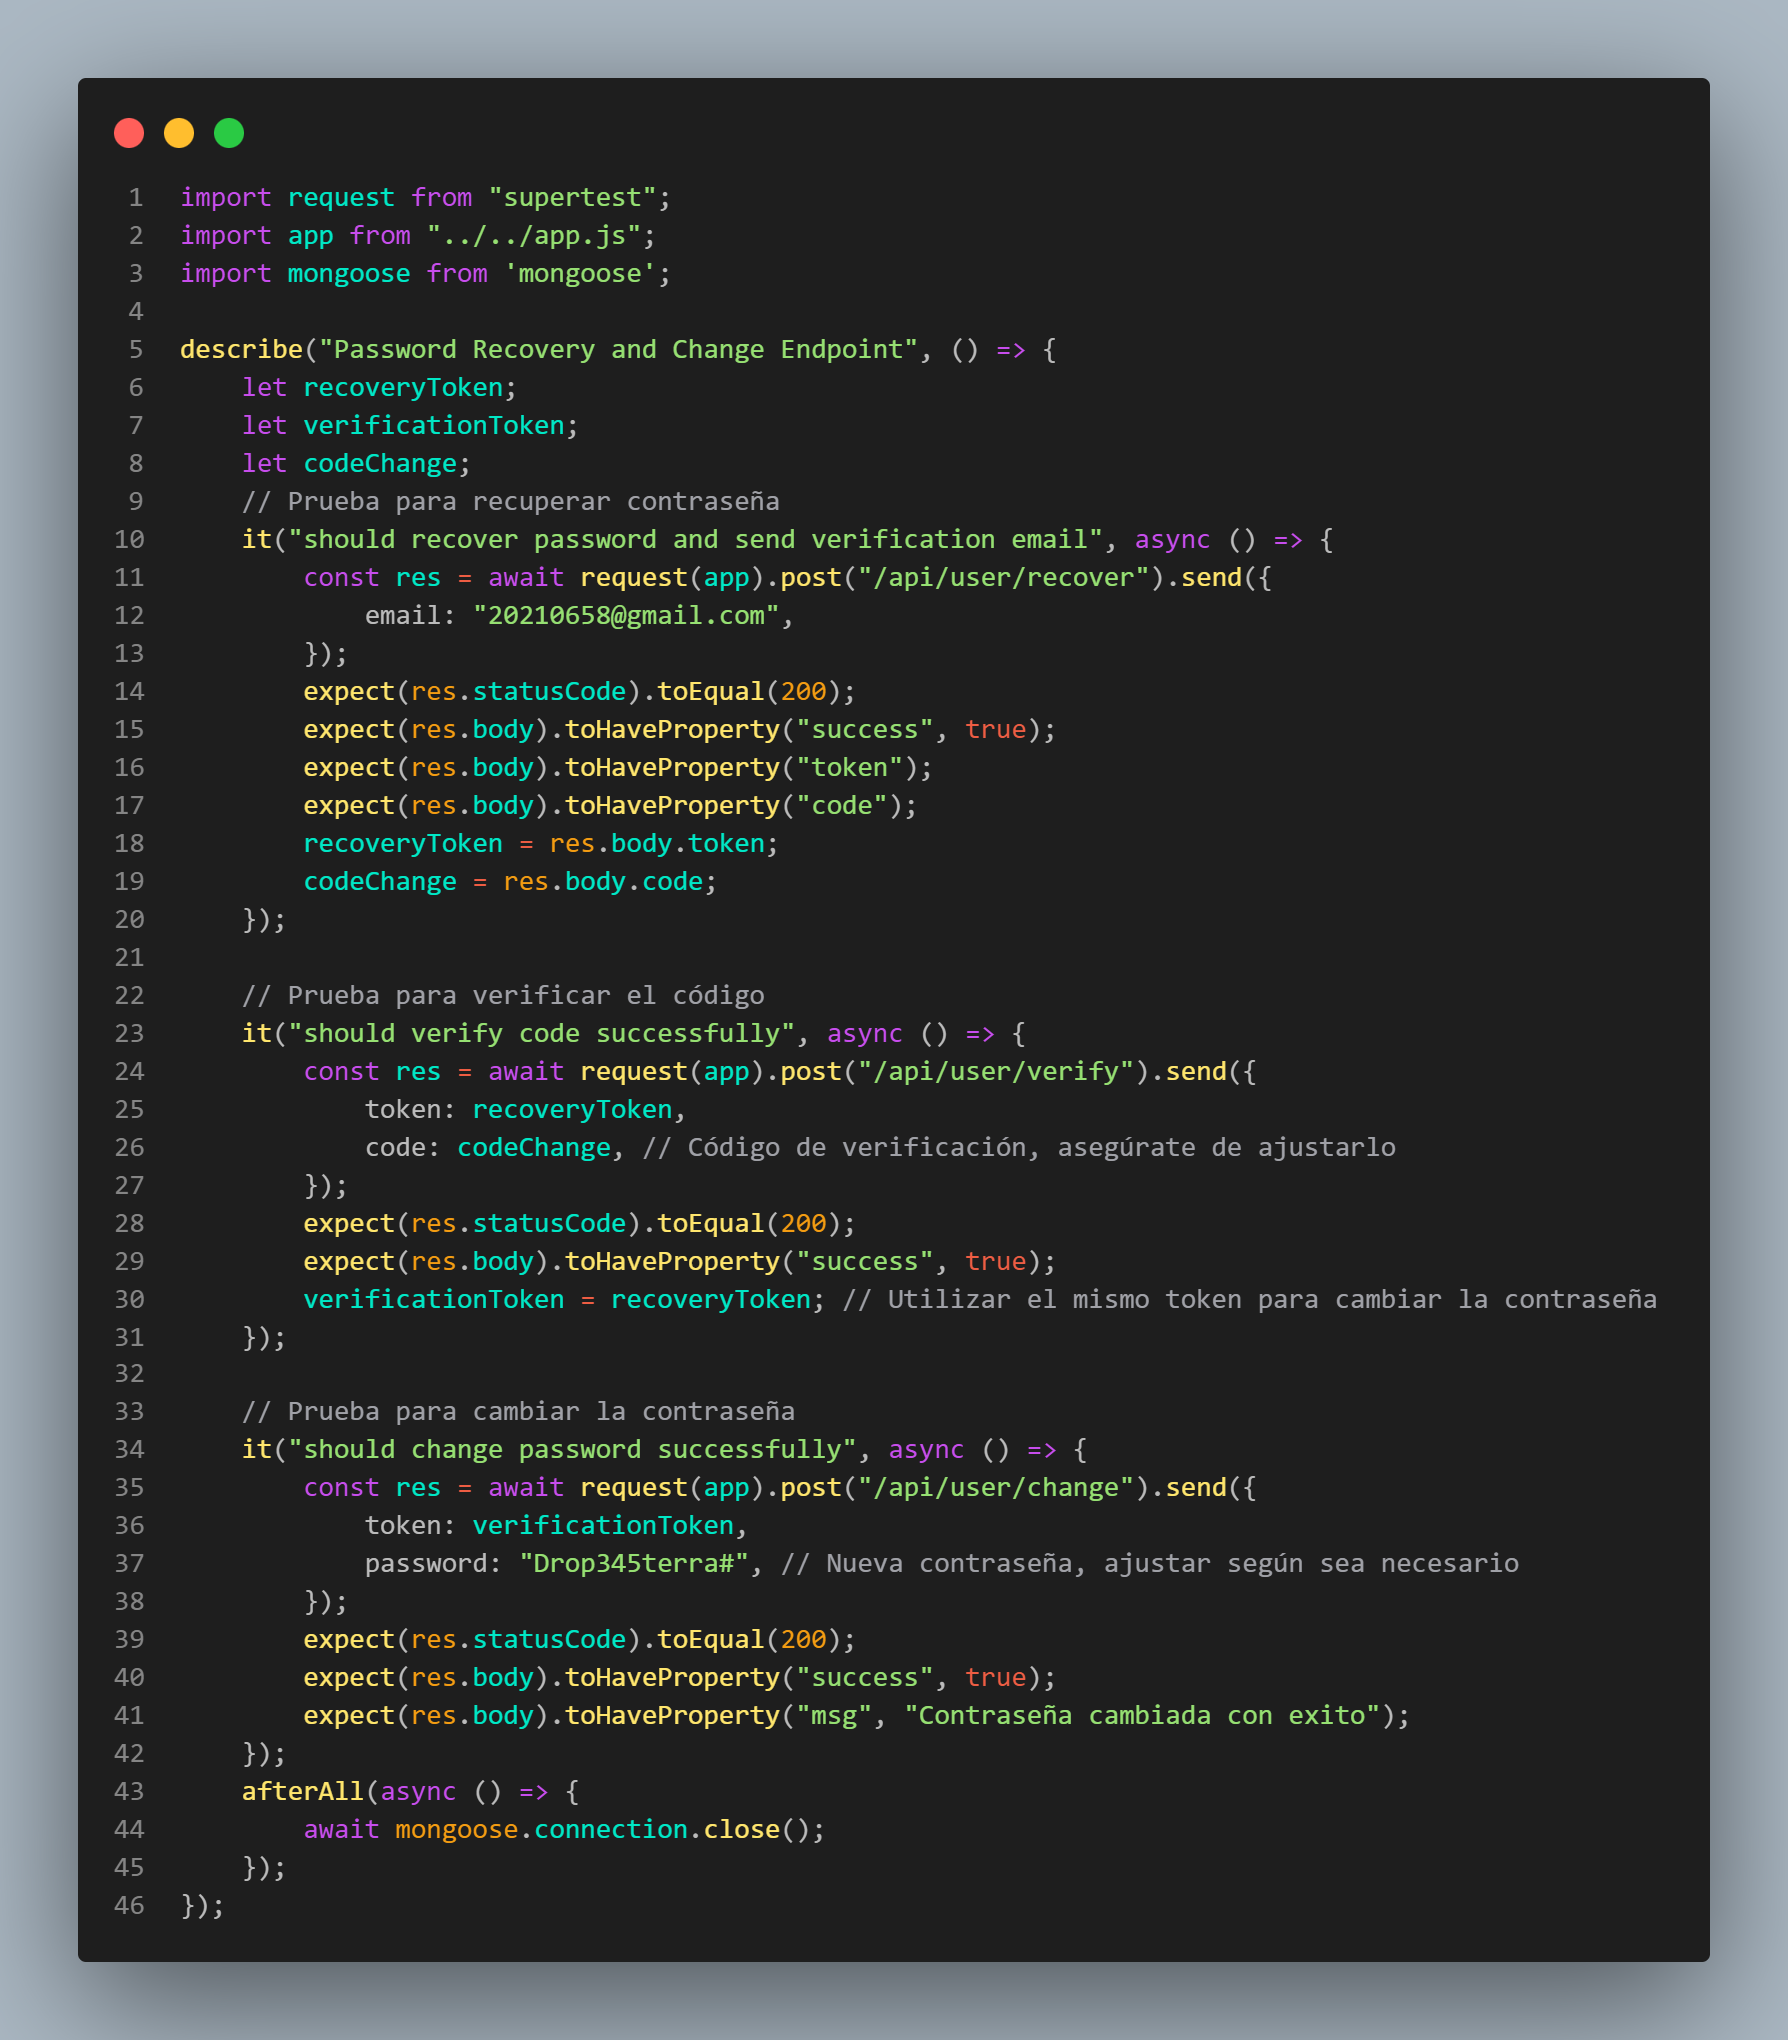 1 import request from "supertest";
2 import app from "../../app.js";
3 import mongoose from 'mongoose';
4
5 describe("Password Recovery and Change Endpoint", () => {
6     let recoveryToken;
7     let verificationToken;
8     let codeChange;
9     // Prueba para recuperar contraseña
10     it("should recover password and send verification email", async () => {
11         const res = await request(app).post("/api/user/recover").send({
12             email: "20210658@gmail.com",
13         });
14         expect(res.statusCode).toEqual(200);
15         expect(res.body).toHaveProperty("success", true);
16         expect(res.body).toHaveProperty("token");
17         expect(res.body).toHaveProperty("code");
18         recoveryToken = res.body.token;
19         codeChange = res.body.code;
20     });
21
22     // Prueba para verificar el código
23     it("should verify code successfully", async () => {
24         const res = await request(app).post("/api/user/verify").send({
25             token: recoveryToken,
26             code: codeChange, // Código de verificación, asegúrate de ajustarlo
27         });
28         expect(res.statusCode).toEqual(200);
29         expect(res.body).toHaveProperty("success", true);
30         verificationToken = recoveryToken; // Utilizar el mismo token para cambiar la contraseña
31     });
32
33     // Prueba para cambiar la contraseña
34     it("should change password successfully", async () => {
35         const res = await request(app).post("/api/user/change").send({
36             token: verificationToken,
37             password: "Drop345terra#", // Nueva contraseña, ajustar según sea necesario
38         });
39         expect(res.statusCode).toEqual(200);
40         expect(res.body).toHaveProperty("success", true);
41         expect(res.body).toHaveProperty("msg", "Contraseña cambiada con exito");
42     });
43     afterAll(async () => {
44         await mongoose.connection.close();
45     });
46 });